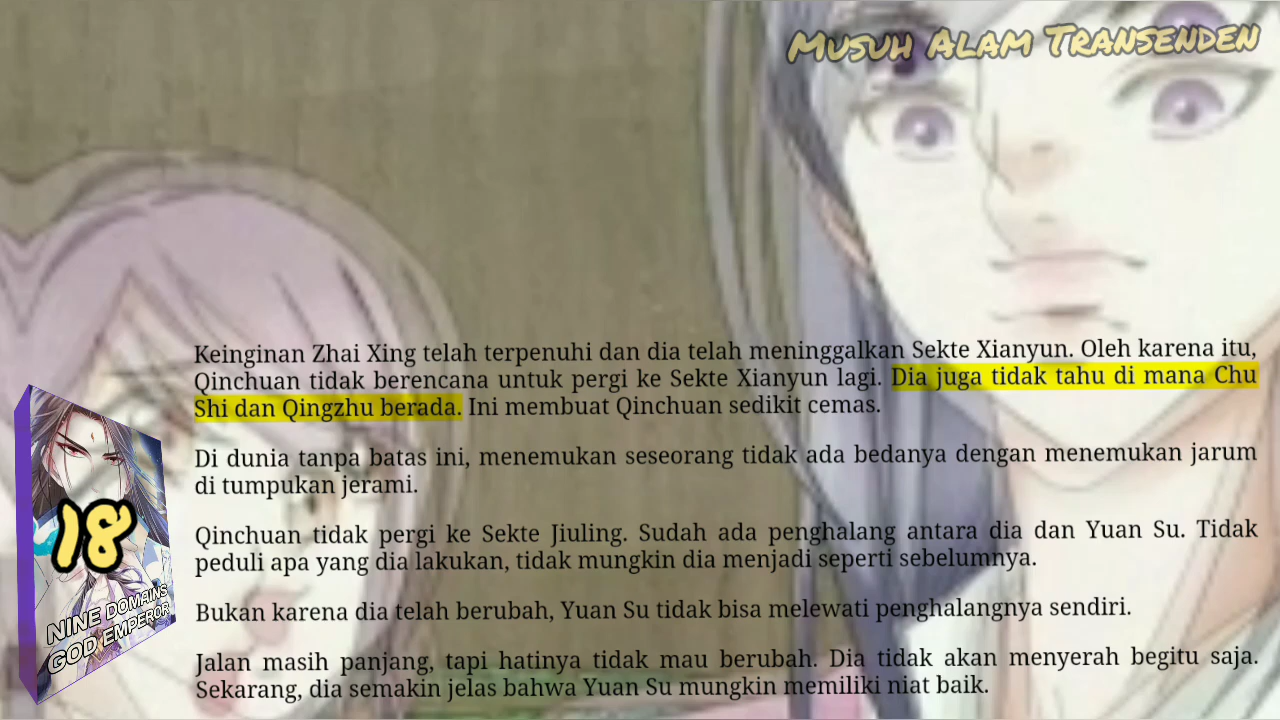 Musuh Alam Transenden
Keinginan Zhai Xing telah terpenuhi dan dia telah meninggalkan Sekte Xianyun. Oleh karena itu,
Qinchuan tidak berencana untuk pergi ke Sekte Xianyun lagi. Dia juga tidak tahu di mana Chu
Shi dan Qingzhu berada. Ini membuat Qinchuan sedikit cemas.
Di dunia tanpa batas ini, menemukan seseorang tidak ada bedanya dengan menemukan jarum
di tumpukan jerami.
Qinchuan tidak pergi ke Sekte Jiuling. Sudah ada penghalang antara dia dan Yuan Su. Tidak
peduli apa yang dia lakukan, tidak mungkin dia menjadi seperti sebelumnya.
Bukan karena dia telah berubah, Yuan Su tidak bisa melewati penghalangnya sendiri.
Jalan masih panjang, tapi hatinya tidak mau berubah. Dia tidak akan menyerah begitu saja.
Sekarang, dia semakin jelas bahwa Yuan Su mungkin memiliki niat baik.
18
NINE DOMAINS
GOD EMPEROR